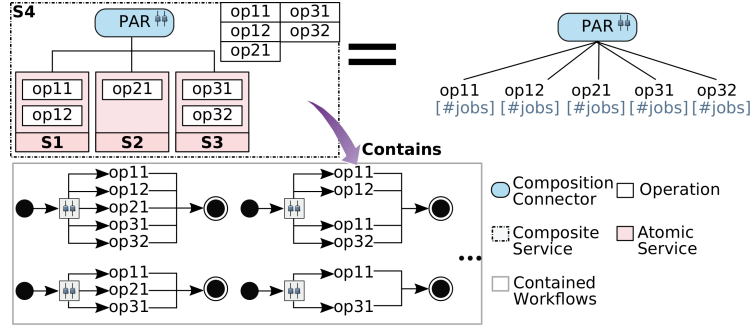 S4
PAR
op11 op31
op12 op32
op21
op11
op12
S1
op21
S2
op31
op32
S3
PAR
op11 op12 op21 op31 op32
[#jobs] [#jobs] [#jobs] [#jobs] [#jobs]
Contains
op11
op12
op21
op31
op32
op11
op12
op11
op32
op11
op21
op31
op11
op31
...
Composition
Connector
Operation
Composite
Service
Atomic
Service
Contained
Workflows